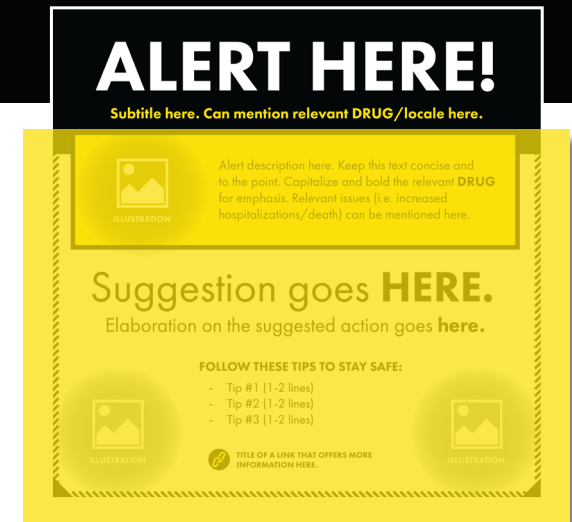 ALERT HERE!
Subtitle here. Can mention relevant DRUG/locale here.
Alert description here. Keep this text concise and
to the point. Capitalize and bold the relevant DRUG
for emphasis. Relevant issues (i.e. increased
hospitalizations/death) can be mentioned here.
ILLUSTRATION
Suggestion goes HERE.
Elaboration on the suggested action goes here.
FOLLOW THESE TIPS TO STAY SAFE:
- Tip #1 (1-2 lines)
- Tip #2 (1-2 lines)
- Tip #3 (1-2 lines)
ILLUSTRATION
TITLE OF A LINK THAT OFFERS MORE
INFORMATION HERE.
ILLUSTRATION